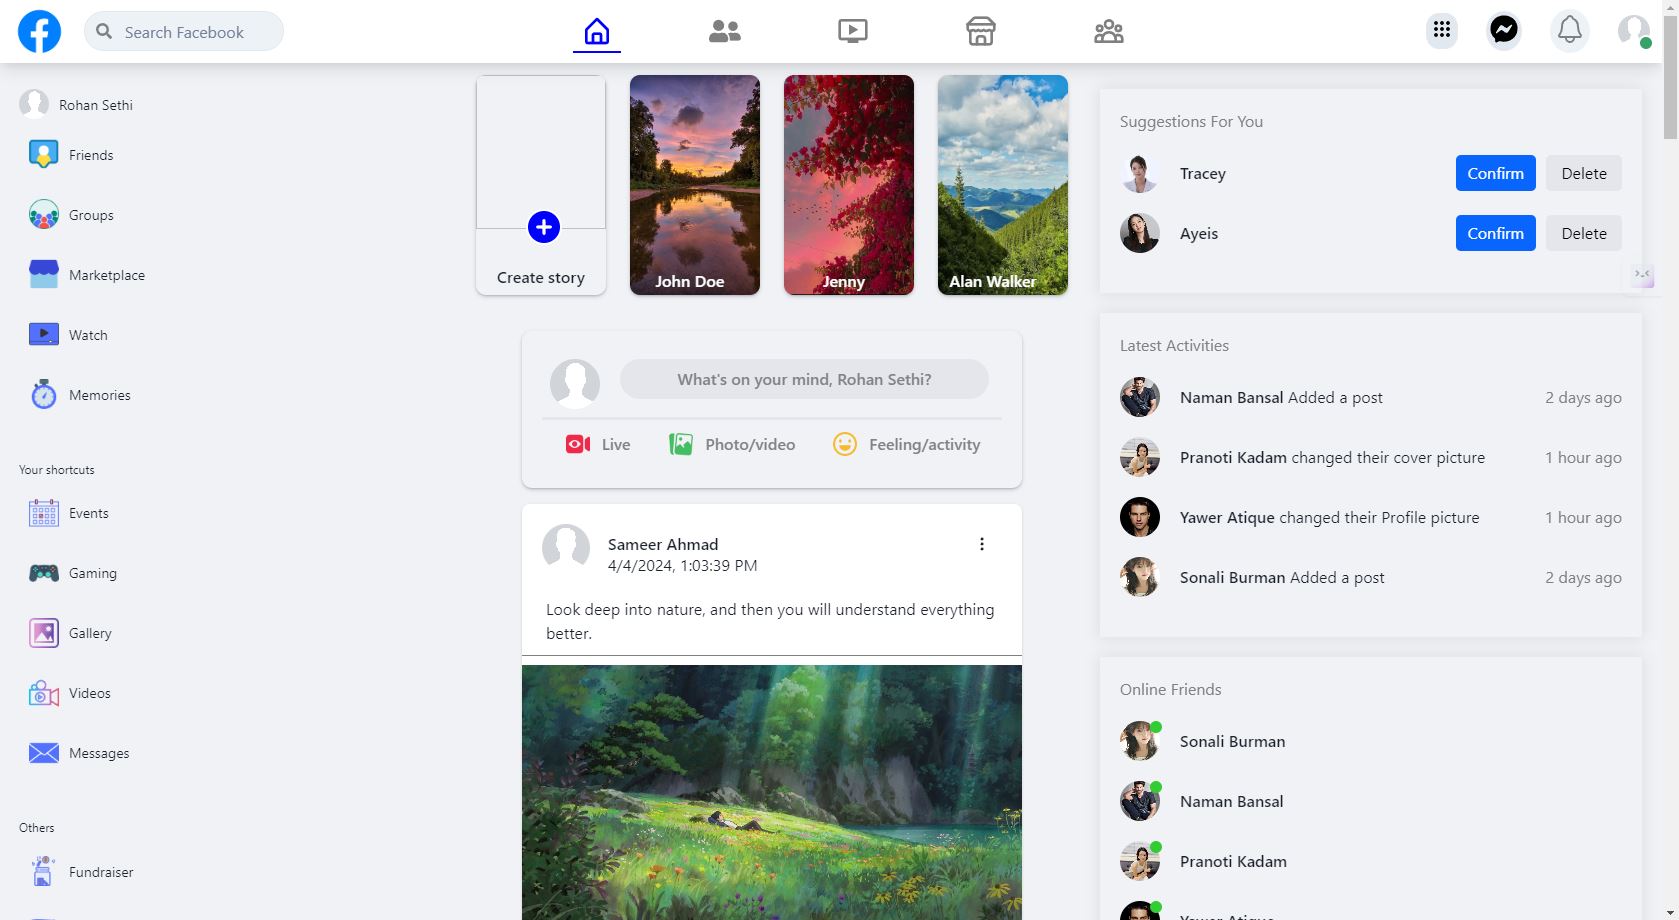 Search Facebook
Rohan Sethi
Friends
Groups
Marketplace
Watch
Memories
Your shortcuts
Events
Gaming
Gallery
Videos
Messages
Others
Fundraiser
Create story
John Doe
Jenny
Alan Walker
What's on your mind, Rohan Sethi?
Live
Photo/video
Feeling/activity
Sameer Ahmad
4/4/2024, 1:03:39 PM
Look deep into nature, and then you will understand everything
better.
Suggestions For You
Tracey
Confirm
Delete
Ayeis
Confirm
Delete
Latest Activities
Naman Bansal Added a post
2 days ago
Pranoti Kadam changed their cover picture
1 hour ago
Yawer Atique changed their Profile picture
1 hour ago
Sonali Burman Added a post
2 days ago
Online Friends
Sonali Burman
Naman Bansal
Pranoti Kadam
Yawer Atique